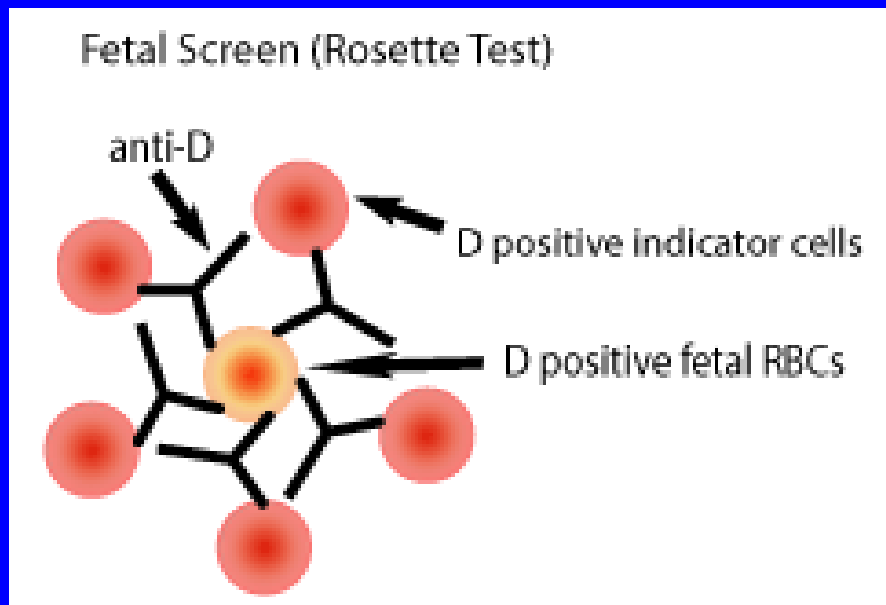 Fetal Screen (Rosette Test)
anti-D
D positive indicator cells
D positive fetal RBCs